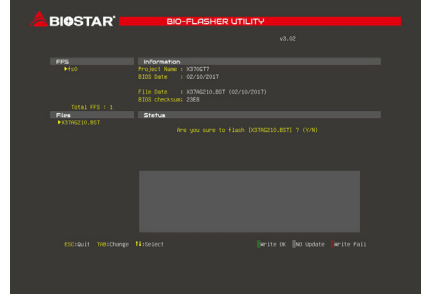 BIOSTAR
BIO-FLASHER UTILITY
v3.02
FFS
fs0
Total FFS : 1
Information
Project Name : X370GT7
BIOS Date : 02/10/2017
File Date : X37AG210.BST (02/10/2017)
BIOS checksum: 23E8
Files
X37AG210.BST
Status
Are you sure to flash [X37AG210.BST] ? (Y/N)
ESC:Quit TAB:Change ↑↓:Select
Write OK NO Update Write Fail